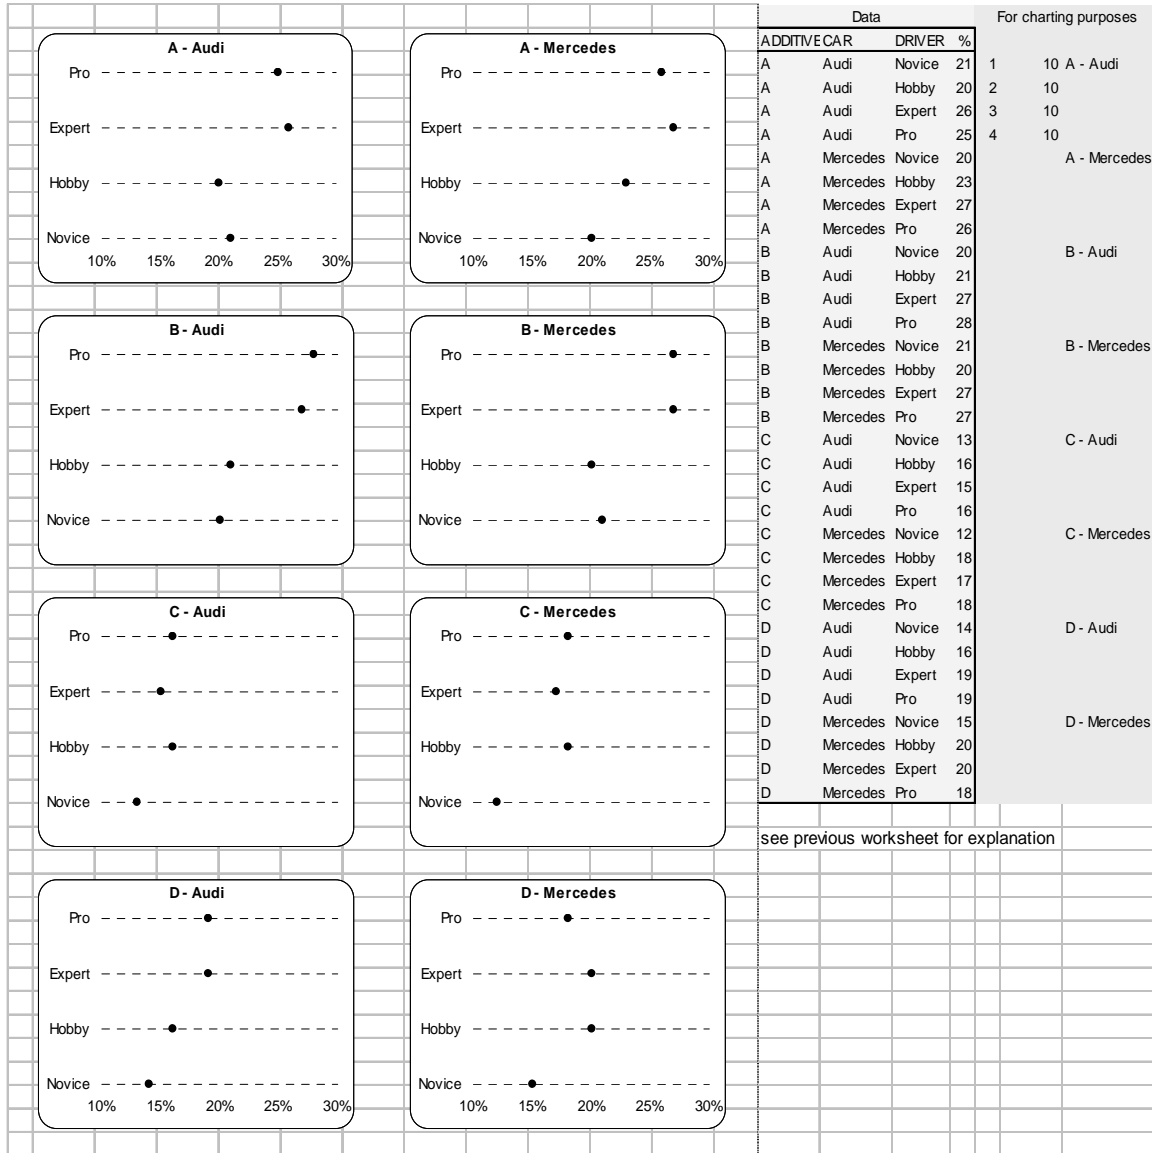 A - Audi
Pro
Expert
Hobby
Novice
10% 15% 20% 25% 30%
A - Mercedes
Pro
Expert
Hobby
Novice
10% 15% 20% 25% 30%
B - Audi
Pro
Expert
Hobby
Novice
B - Mercedes
Pro
Expert
Hobby
Novice
C - Audi
Pro
Expert
Hobby
Novice
C - Mercedes
Pro
Expert
Hobby
Novice
D - Audi
Pro
Expert
Hobby
Novice
10% 15% 20% 25% 30%
D - Mercedes
Pro
Expert
Hobby
Novice
10% 15% 20% 25% 30%
Data For charting purposes
ADDITIVE CAR DRIVER %
A Audi Novice 21 1 10 A - Audi
A Audi Hobby 20 2 10
A Audi Expert 26 3 10
A Audi Pro 25 4 10
A Mercedes Novice 20 A - Mercedes
A Mercedes Hobby 23
A Mercedes Expert 27
A Mercedes Pro 26
B Audi Novice 20 B - Audi
B Audi Hobby 21
B Audi Expert 27
B Audi Pro 28
B Mercedes Novice 21 B - Mercedes
B Mercedes Hobby 20
B Mercedes Expert 27
B Mercedes Pro 27
C Audi Novice 13 C - Audi
C Audi Hobby 16
C Audi Expert 15
C Audi Pro 16
C Mercedes Novice 12 C - Mercedes
C Mercedes Hobby 18
C Mercedes Expert 17
C Mercedes Pro 18
D Audi Novice 14 D - Audi
D Audi Hobby 16
D Audi Expert 19
D Audi Pro 19
D Mercedes Novice 15 D - Mercedes
D Mercedes Hobby 20
D Mercedes Expert 20
D Mercedes Pro 18
see previous worksheet for explanation